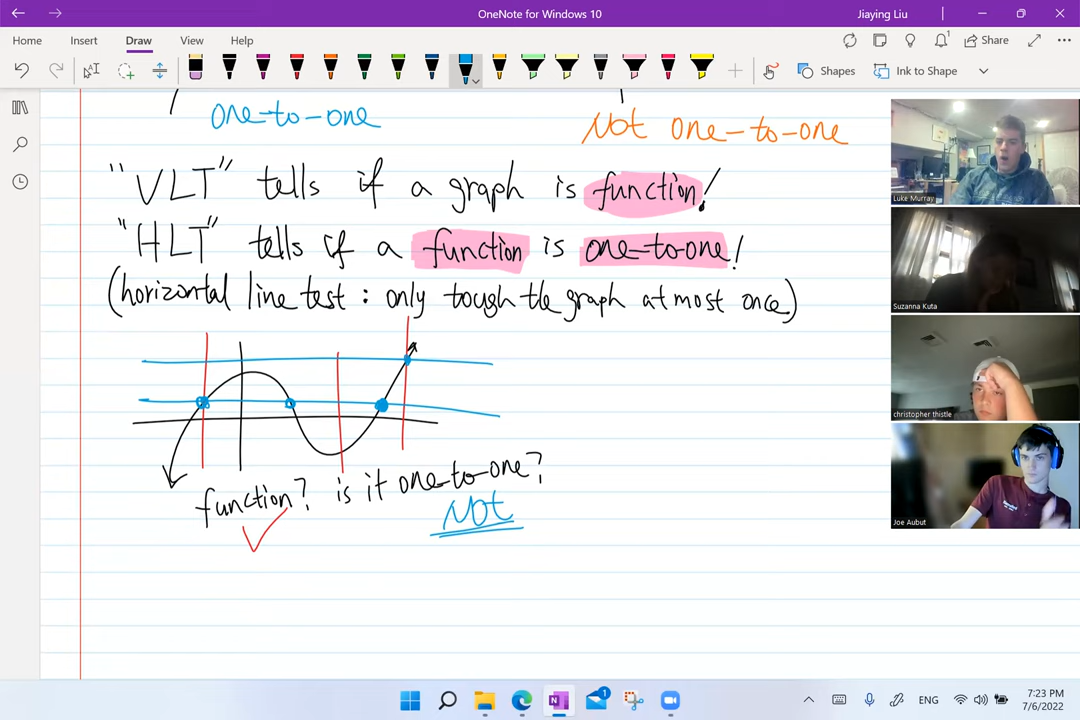 OneNote for Windows 10
Jiaying Liu
Home Insert Draw View Help
Share
Shapes
Ink to Shape
one-to-one
Not one-to-one
"VLT" tells if a graph is function!
"HLT" tells if a function is one-to-one!
(horizontal line test : only tough the graph at most once)
function? is it one-to-one?
Not
Luke Murray
Suzanna Kuta
christopher thistle
Joe Aubut
1
ENG
7:23 PM
7/6/2022